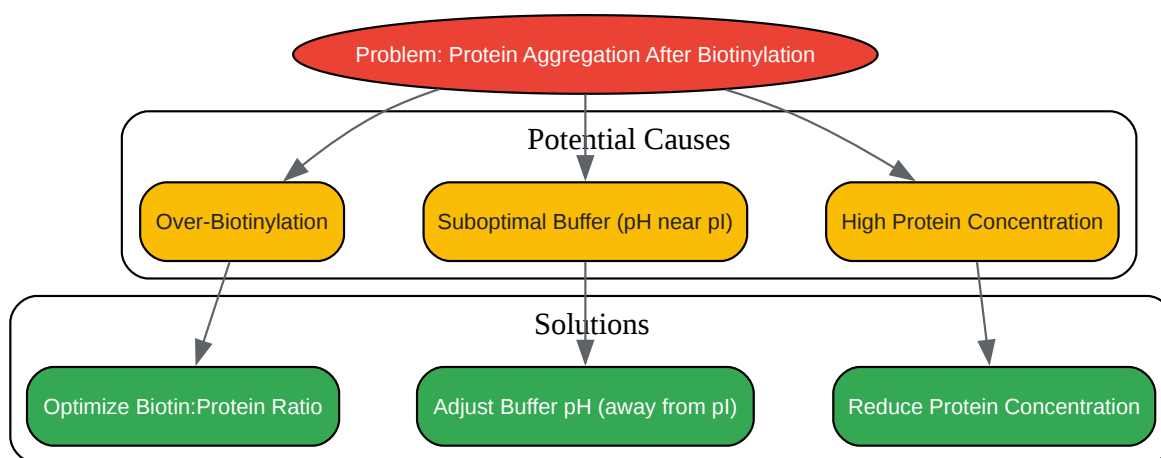 Problem: Protein Aggregation After Biotinylation
Potential Causes
Over-Biotinylation
Suboptimal Buffer (pH near pI)
High Protein Concentration
Solutions
Optimize Biotin:Protein Ratio
Adjust Buffer pH (away from pI)
Reduce Protein Concentration